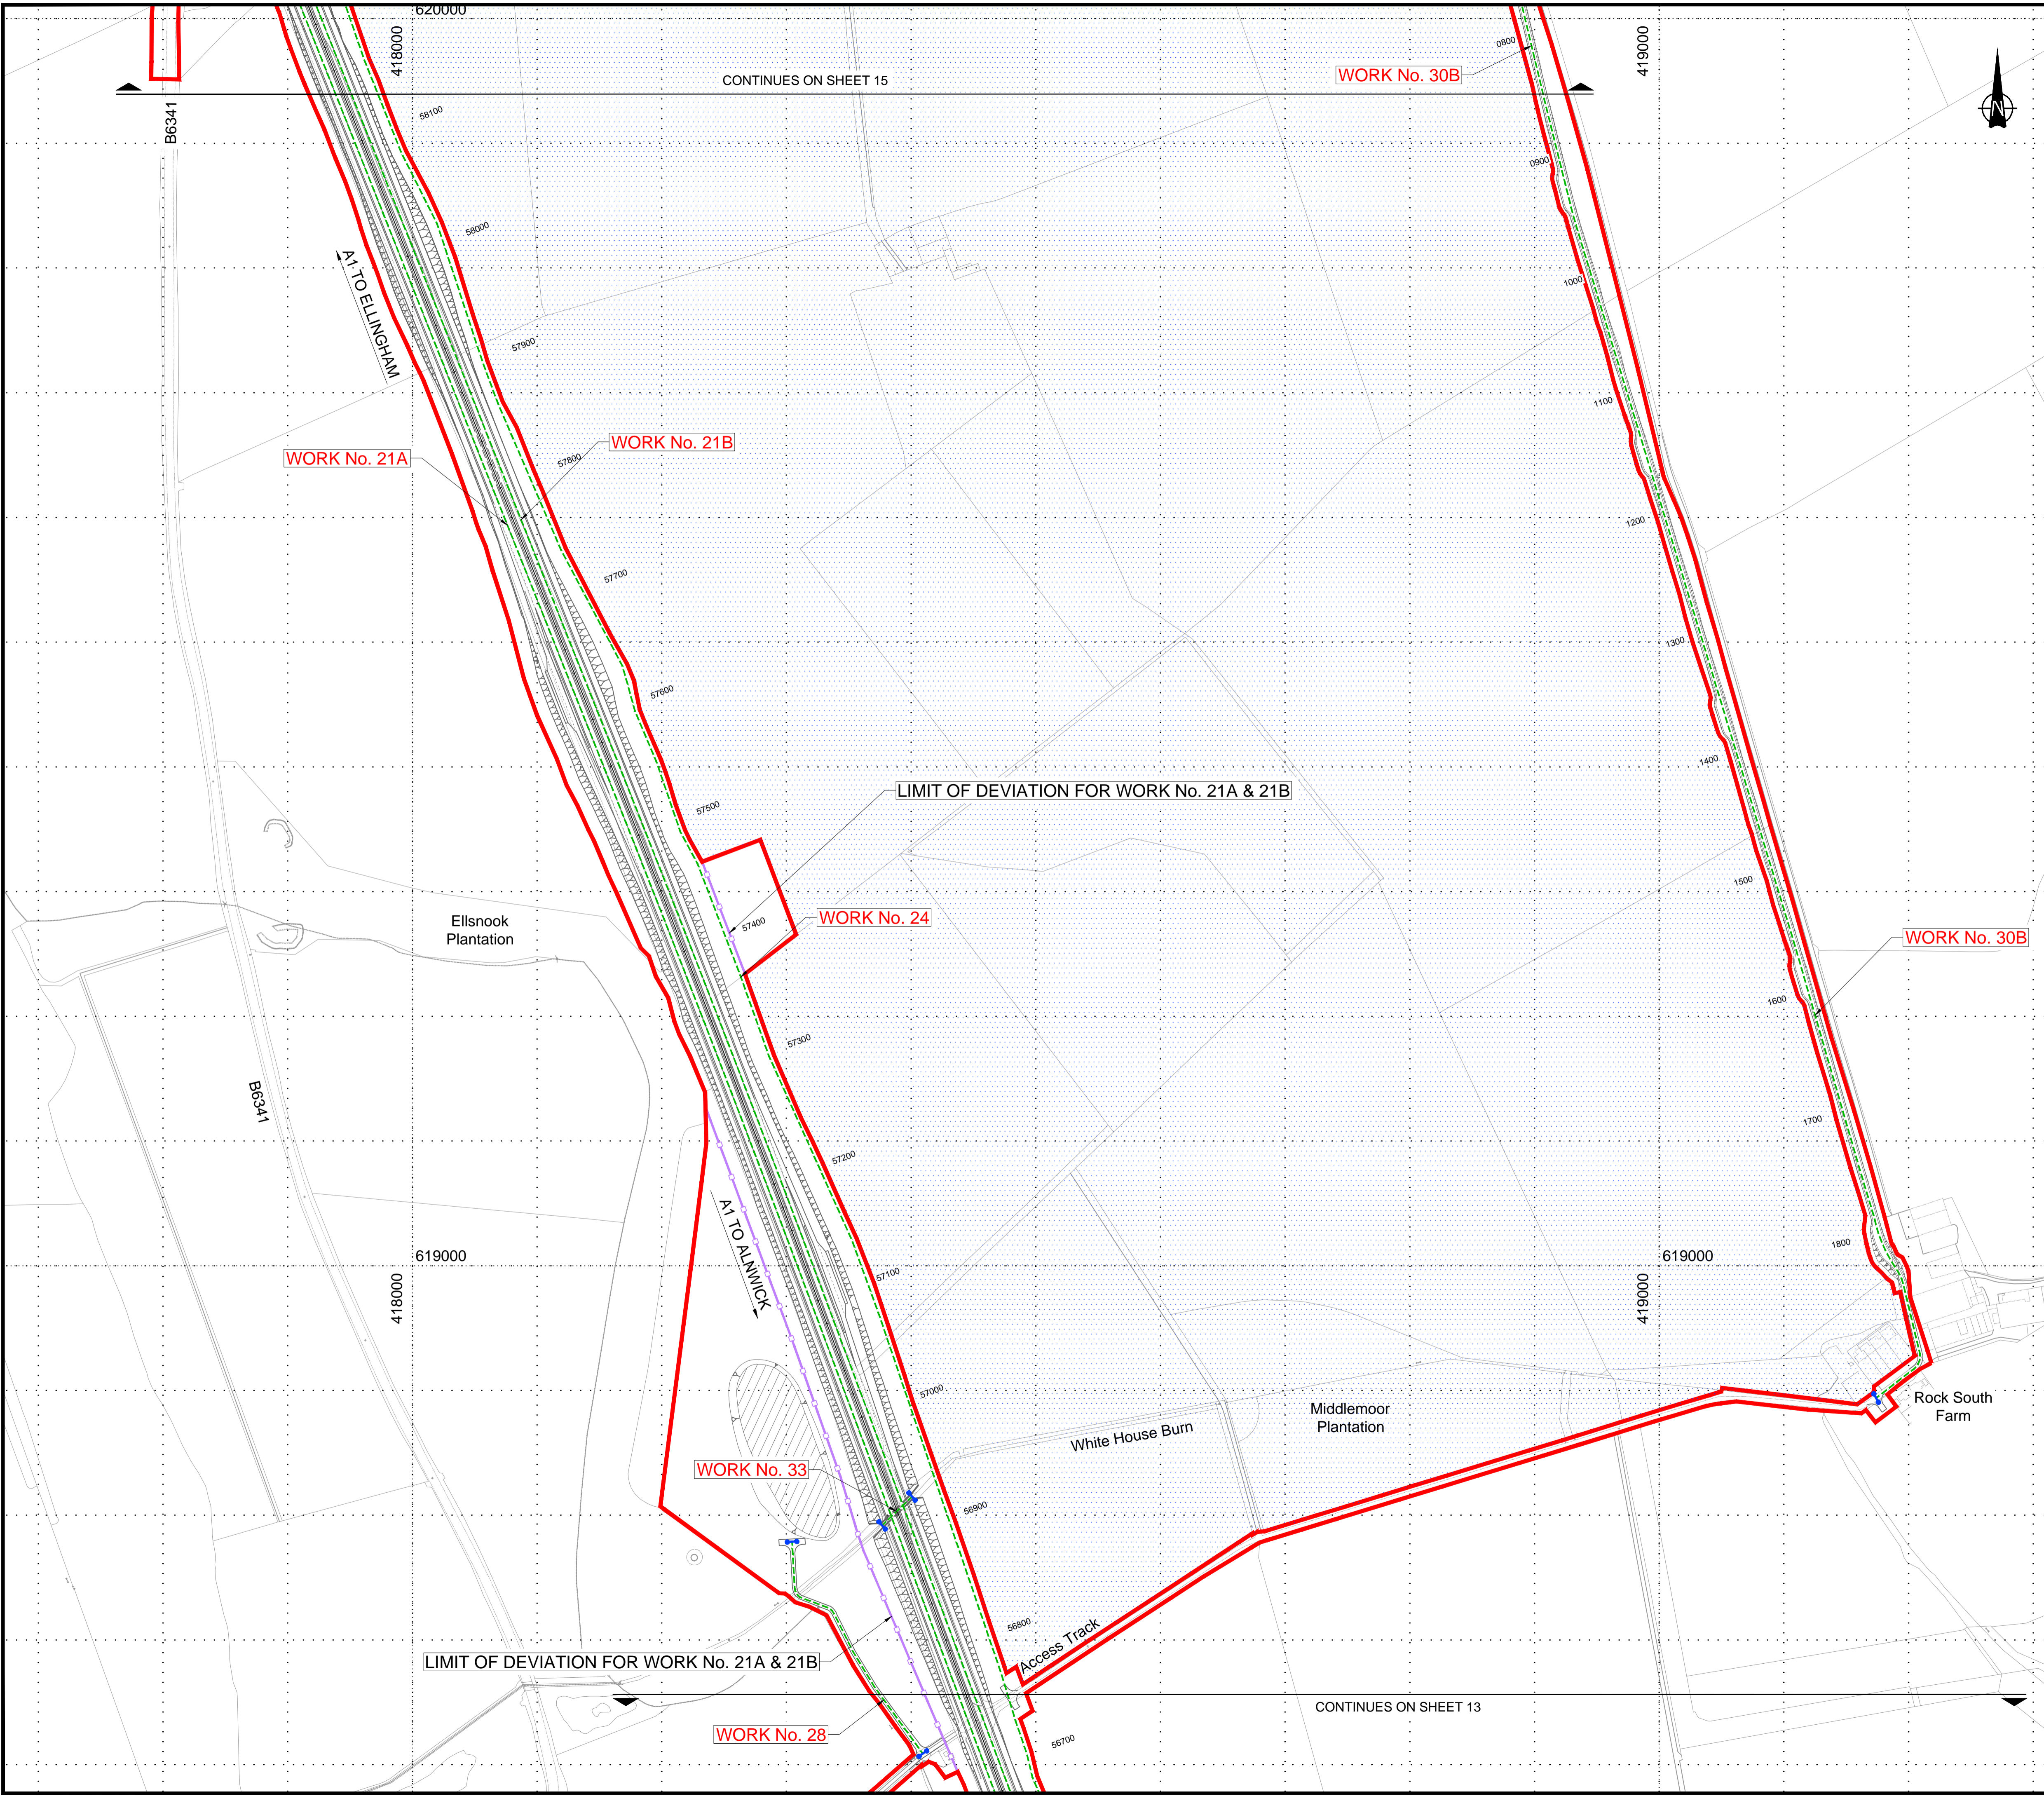 620000
418000
419000
0800
CONTINUES ON SHEET 15
WORK No. 30B
N
B6341
58100
0900
58000
A1 TO ELLINGHAM
1000
57900
1100
WORK No. 21B
WORK No. 21A
57800
1200
57700
1300
57600
1400
LIMIT OF DEVIATION FOR WORK No. 21A & 21B
57500
1500
WORK No. 24
57400
Ellsnook
Plantation
WORK No. 30B
1600
57300
B6341
1700
57200
A1 TO ALNWICK
1800
619000
619000
418000
419000
57100
57000
Middlemoor
Plantation
Rock South
Farm
White House Burn
WORK No. 33
56900
56800
Access Track
LIMIT OF DEVIATION FOR WORK No. 21A & 21B
CONTINUES ON SHEET 13
WORK No. 28
56700